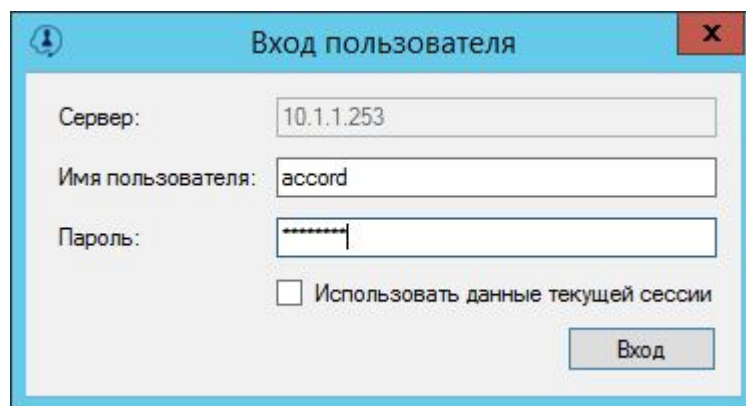 Вход пользователя
Сервер: 10.1.1.253
Имя пользователя: accord
Пароль: ********
Использовать данные текущей сессии
Вход